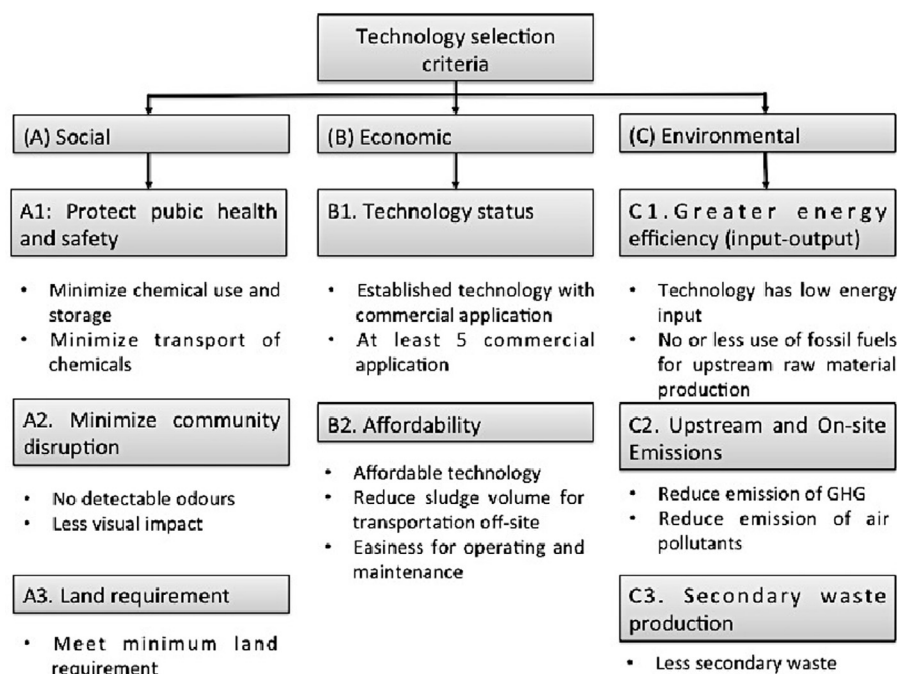 Technology selection
criteria
(A) Social
A1: Protect pubic health
and safety
• Minimize chemical use and
storage
• Minimize transport of
chemicals
A2. Minimize community
disruption
• No detectable odours
• Less visual impact
A3. Land requirement
• Meet minimum land
requirement
(B) Economic
B1. Technology status
• Established technology with
commercial application
• At least 5 commercial
application
B2. Affordability
• Affordable technology
• Reduce sludge volume for
transportation off-site
• Easiness for operating and
maintenance
(C) Environmental
C1. Greater energy
efficiency (input-output)
• Technology has low energy
input
• No or less use of fossil fuels
for upstream raw material
production
C2. Upstream and On-site
Emissions
• Reduce emission of GHG
• Reduce emission of air
pollutants
C3. Secondary waste
production
• Less secondary waste